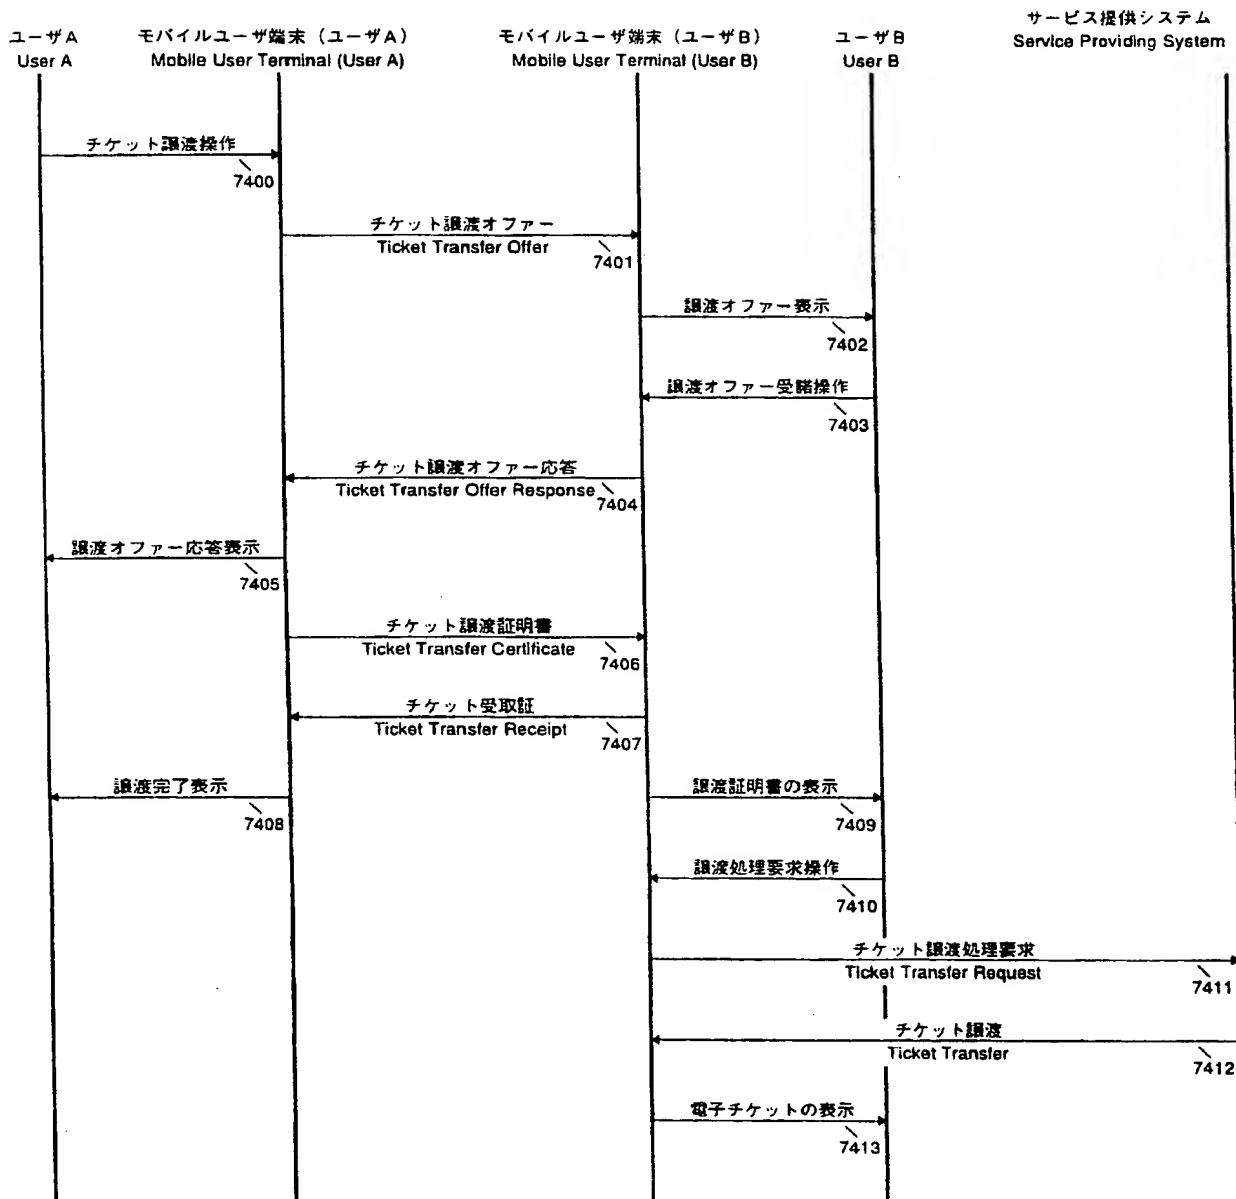 サービス提供システム
Service Providing System
ユーザA
User A
モバイルユーザ端末（ユーザA）
Mobile User Terminal (User A)
モバイルユーザ端末（ユーザB）
Mobile User Terminal (User B)
ユーザB
User B
チケット譲渡操作
7400
チケット譲渡オファー
Ticket Transfer Offer
7401
譲渡オファー表示
7402
譲渡オファー受諾操作
7403
チケット譲渡オファー応答
Ticket Transfer Offer Response
7404
譲渡オファー応答表示
7405
チケット譲渡証明書
Ticket Transfer Certificate
7406
チケット受取証
Ticket Transfer Receipt
7407
譲渡完了表示
7408
譲渡証明書の表示
7409
譲渡処理要求操作
7410
チケット譲渡処理要求
Ticket Transfer Request
7411
チケット譲渡
Ticket Transfer
7412
電子チケットの表示
7413